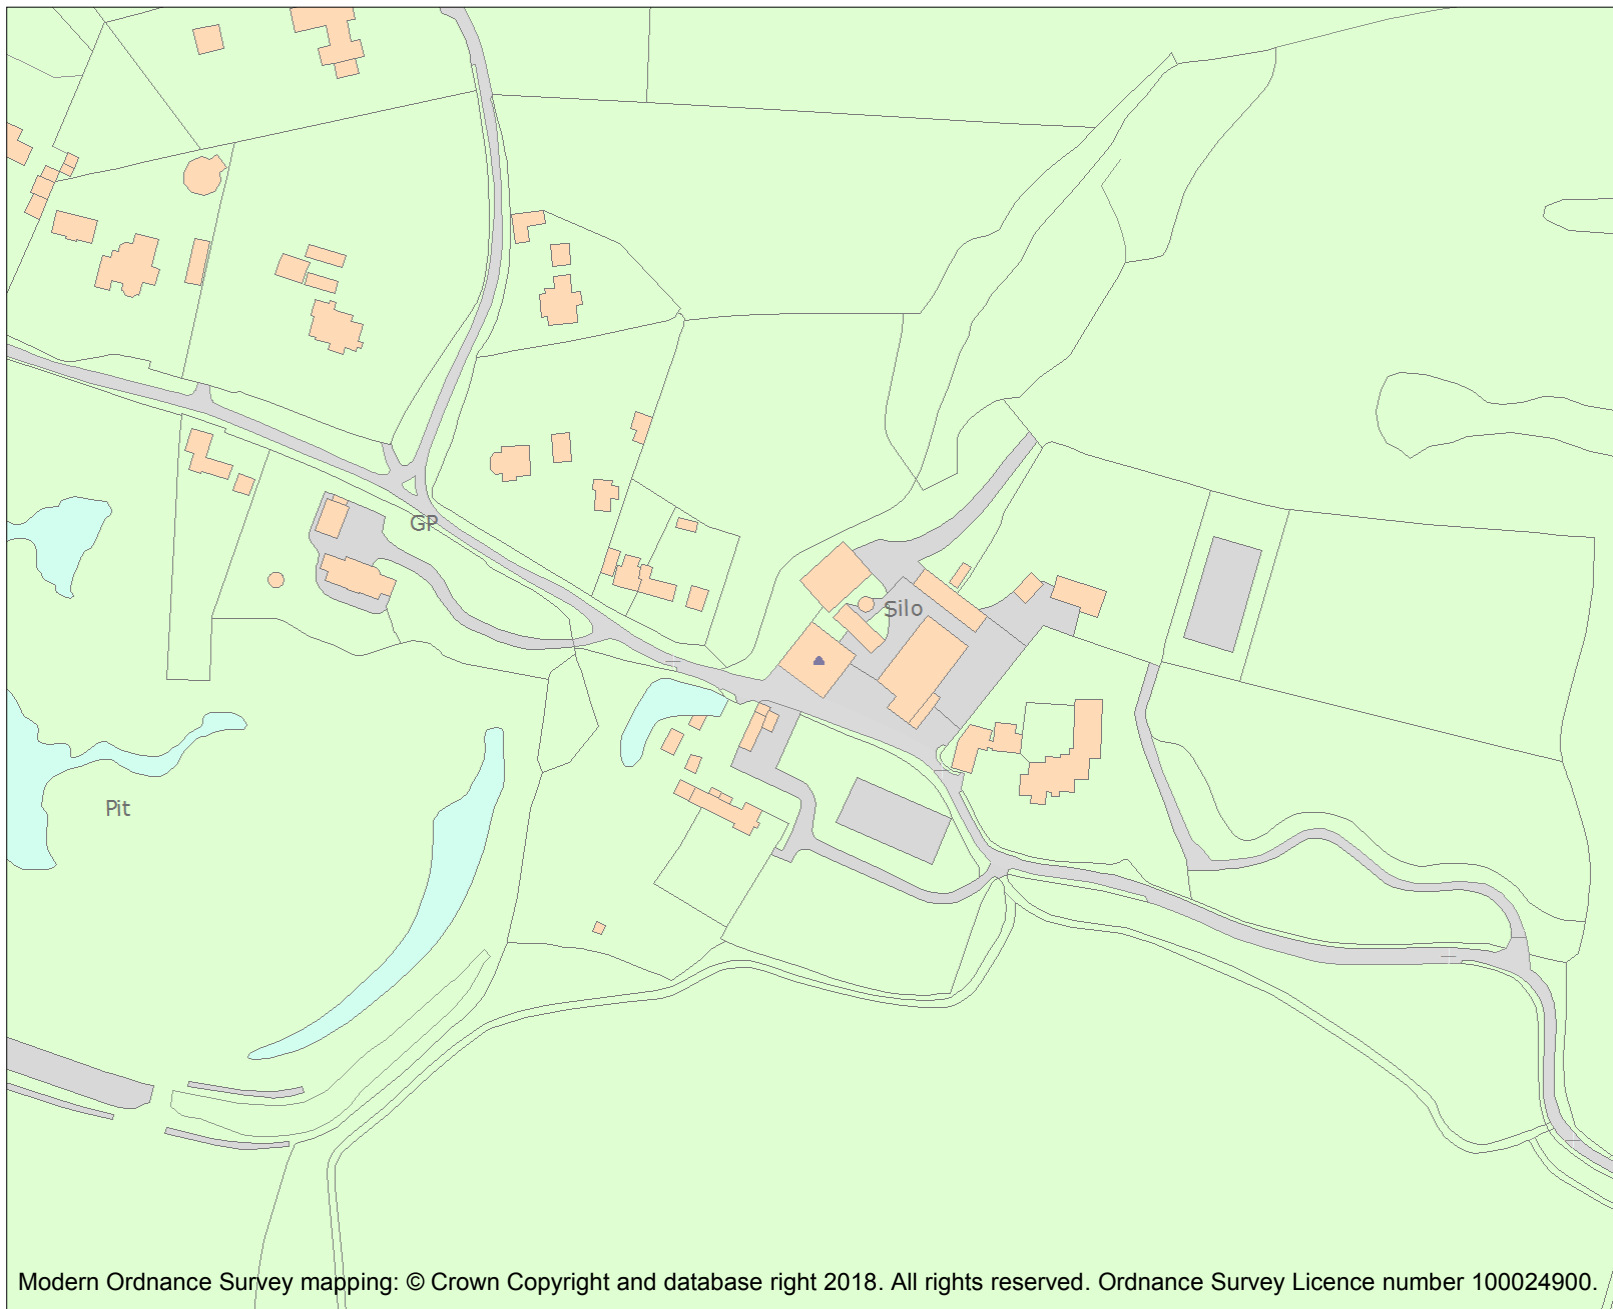 GP
Silo
Pit
Modern Ordnance Survey mapping: © Crown Copyright and database right 2018. All rights reserved. Ordnance Survey Licence number 100024900.